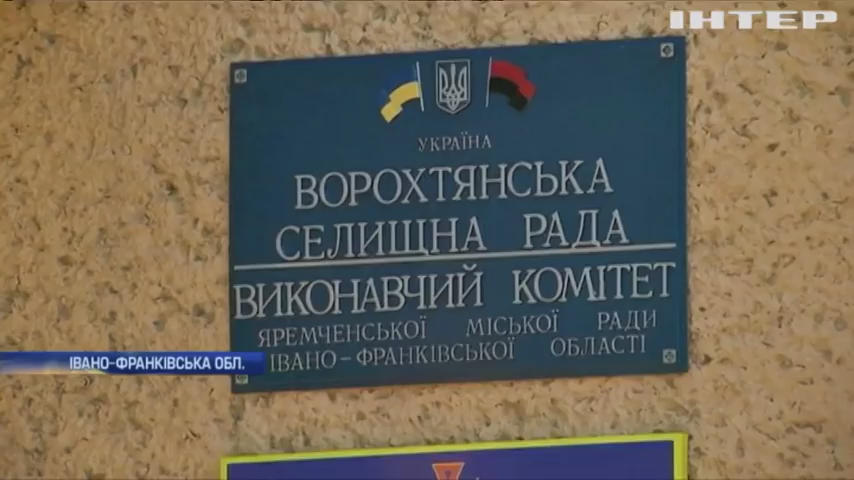 ІНТЕР
УКРАЇНА
ВОРОХТЯНСЬКА
СЕЛИЩНА РАДА
ВИКОНАВЧИЙ КОМІТЕТ
ЯРЕМЧЕНСЬКОЇ МІСЬКОЇ РАДИ
ІВАНО-ФРАНКІВСЬКОЇ ОБЛАСТІ
ІВАНО-ФРАНКІВСЬКА ОБЛ.